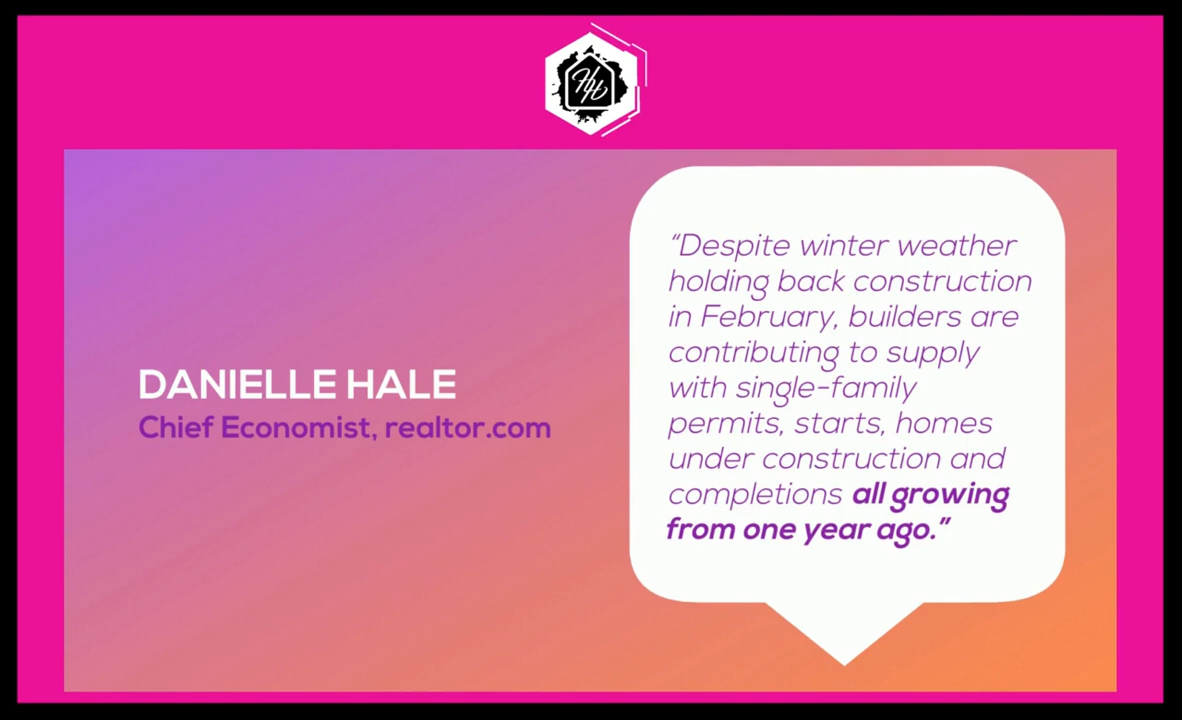 HH
DANIELLE HALE
Chief Economist, realtor.com
“Despite winter weather
holding back construction
in February, builders are
contributing to supply
with single-family
permits, starts, homes
under construction and
completions all growing
from one year ago.”